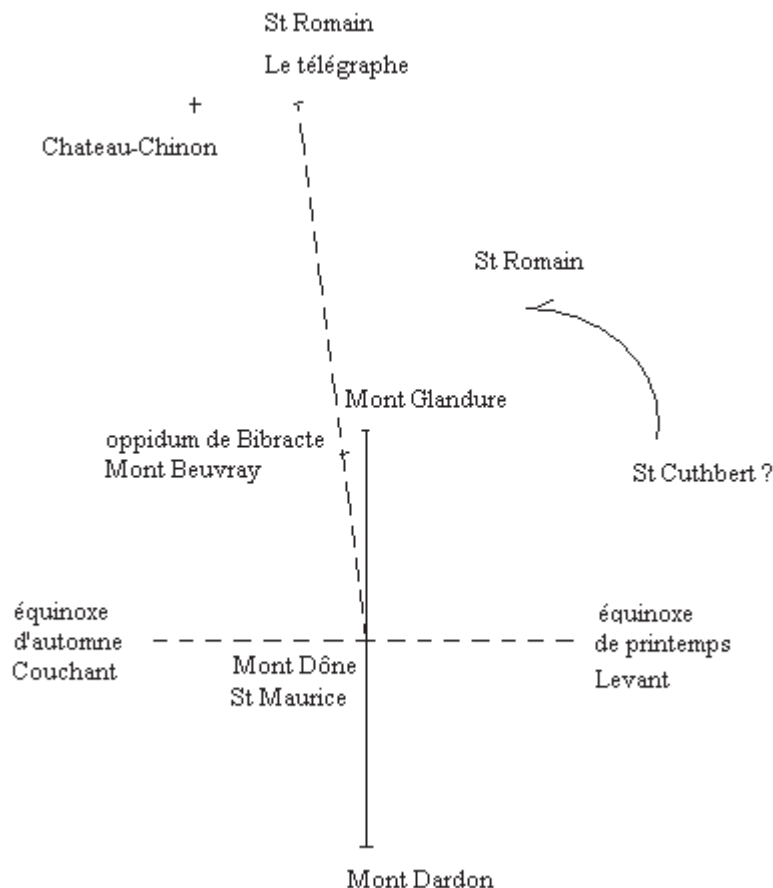 St Romain
Le télégraphe
Chateau-Chinon
St Romain
Mont Glandure
oppidum de Bibracte
Mont Beuvray
St Cuthbert ?
équinoxe
d'automne
Couchant
équinoxe
de printemps
Levant
Mont Dône
St Maurice
Mont Dardon